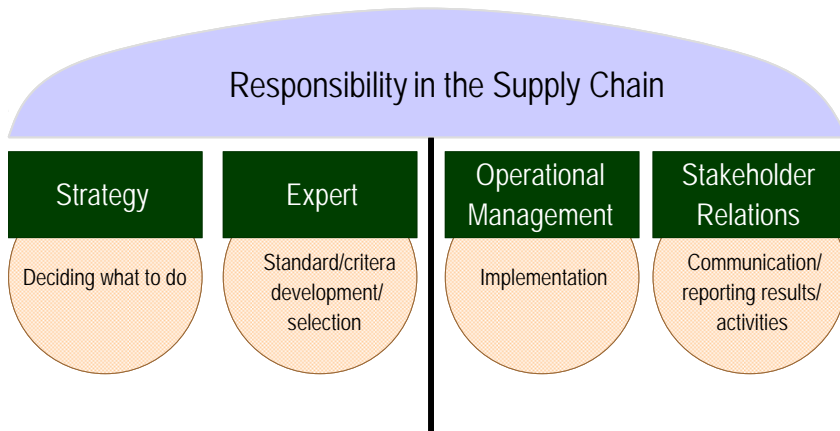 Responsibility in the Supply Chain
Strategy
Expert
Operational
Management
Stakeholder
Relations
Deciding what to do
Standard/critera
development/
selection
Implementation
Communication/
reporting results/
activities